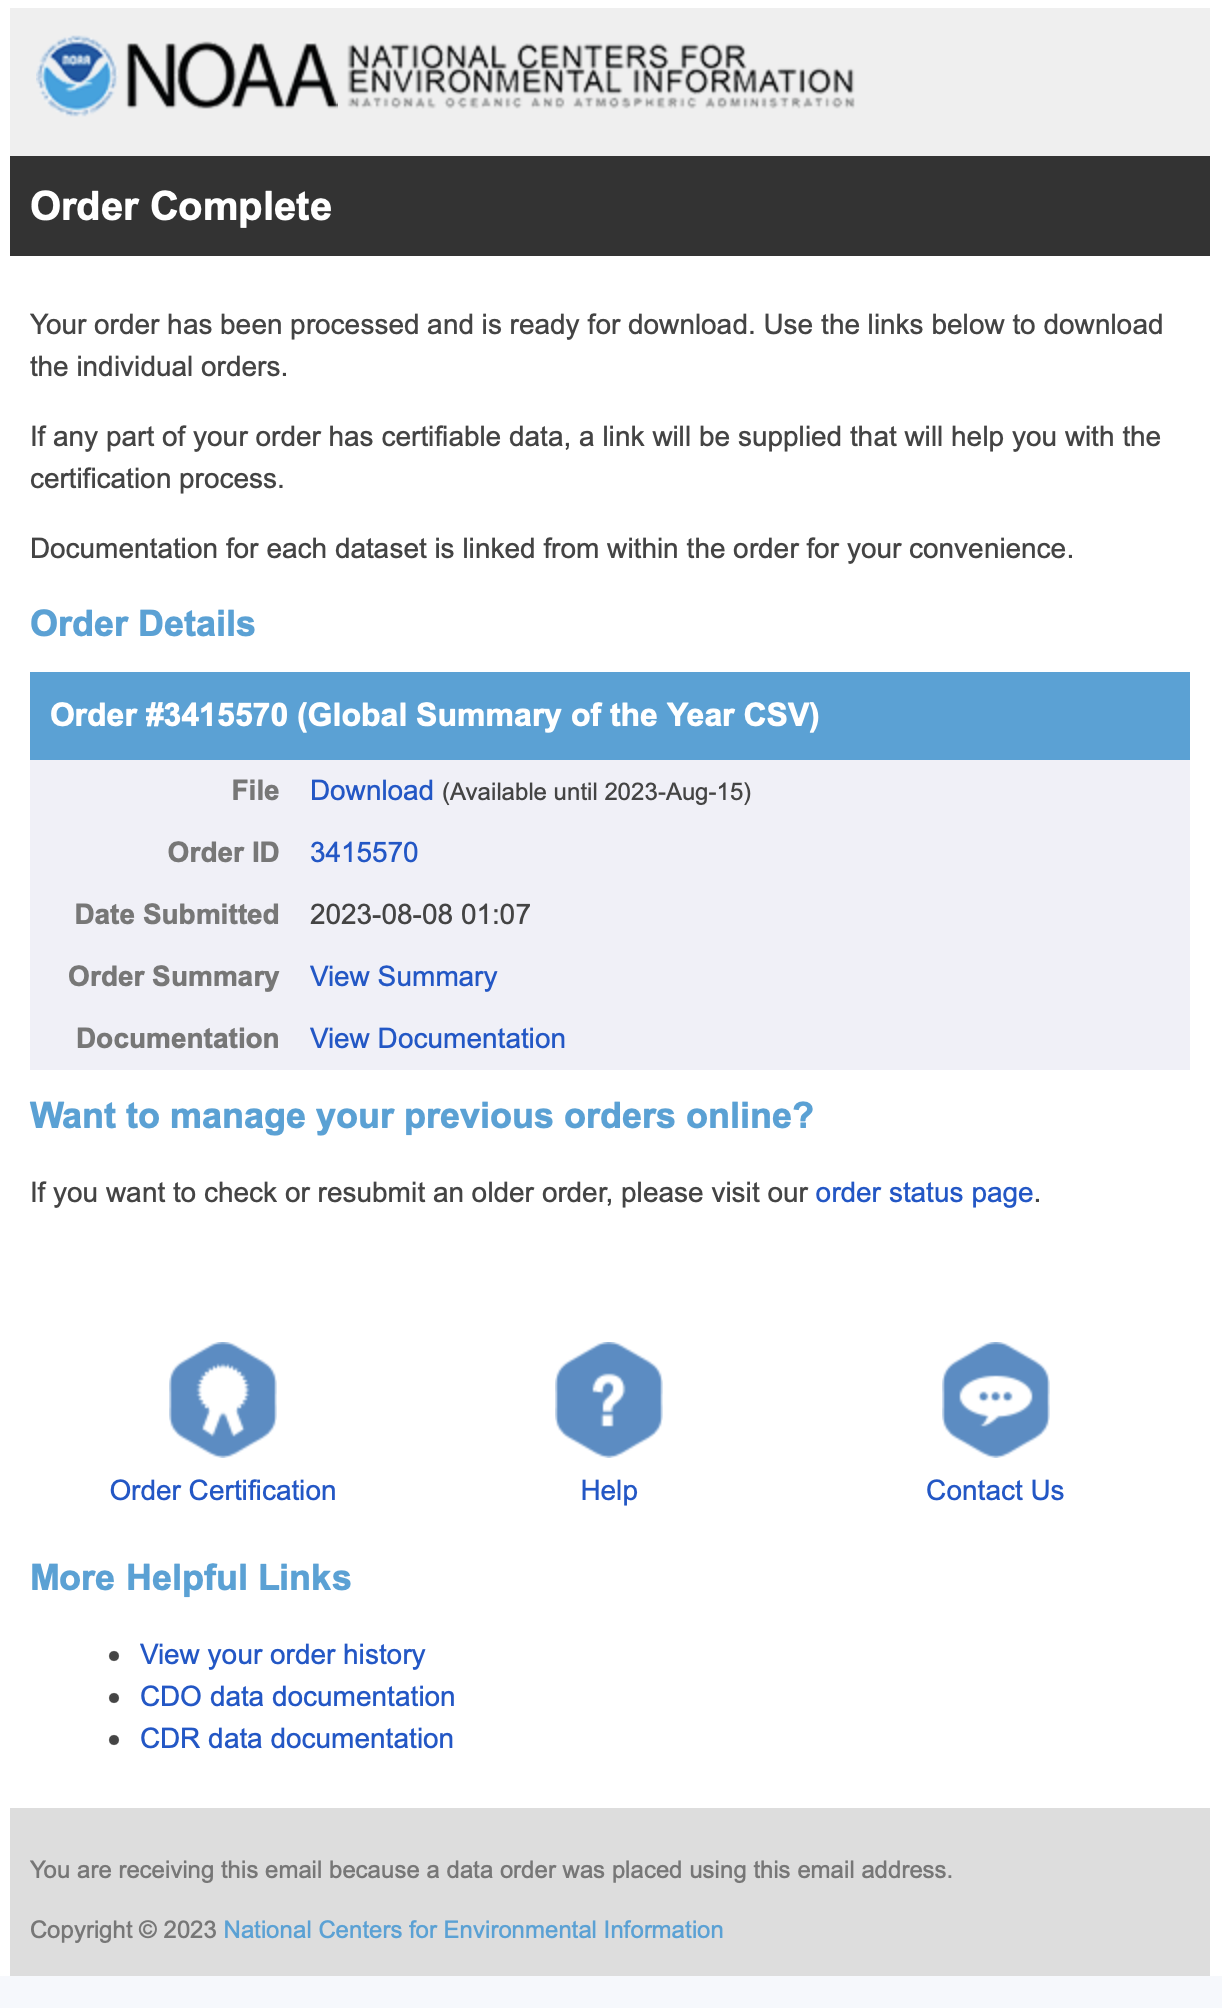 NOAA
NOAA
NATIONAL CENTERS FOR
ENVIRONMENTAL INFORMATION
NATIONAL OCEANIC AND ATMOSPHERIC ADMINISTRATION
Order Complete
Your order has been processed and is ready for download. Use the links below to download
the individual orders.
If any part of your order has certifiable data, a link will be supplied that will help you with the
certification process.
Documentation for each dataset is linked from within the order for your convenience.
Order Details
Order #3415570 (Global Summary of the Year CSV)
File Download (Available until 2023-Aug-15)
Order ID 3415570
Date Submitted 2023-08-08 01:07
Order Summary View Summary
Documentation View Documentation
Want to manage your previous orders online?
If you want to check or resubmit an older order, please visit our order status page.
Order Certification Help Contact Us
More Helpful Links
• View your order history
• CDO data documentation
• CDR data documentation
You are receiving this email because a data order was placed using this email address.
Copyright © 2023 National Centers for Environmental Information